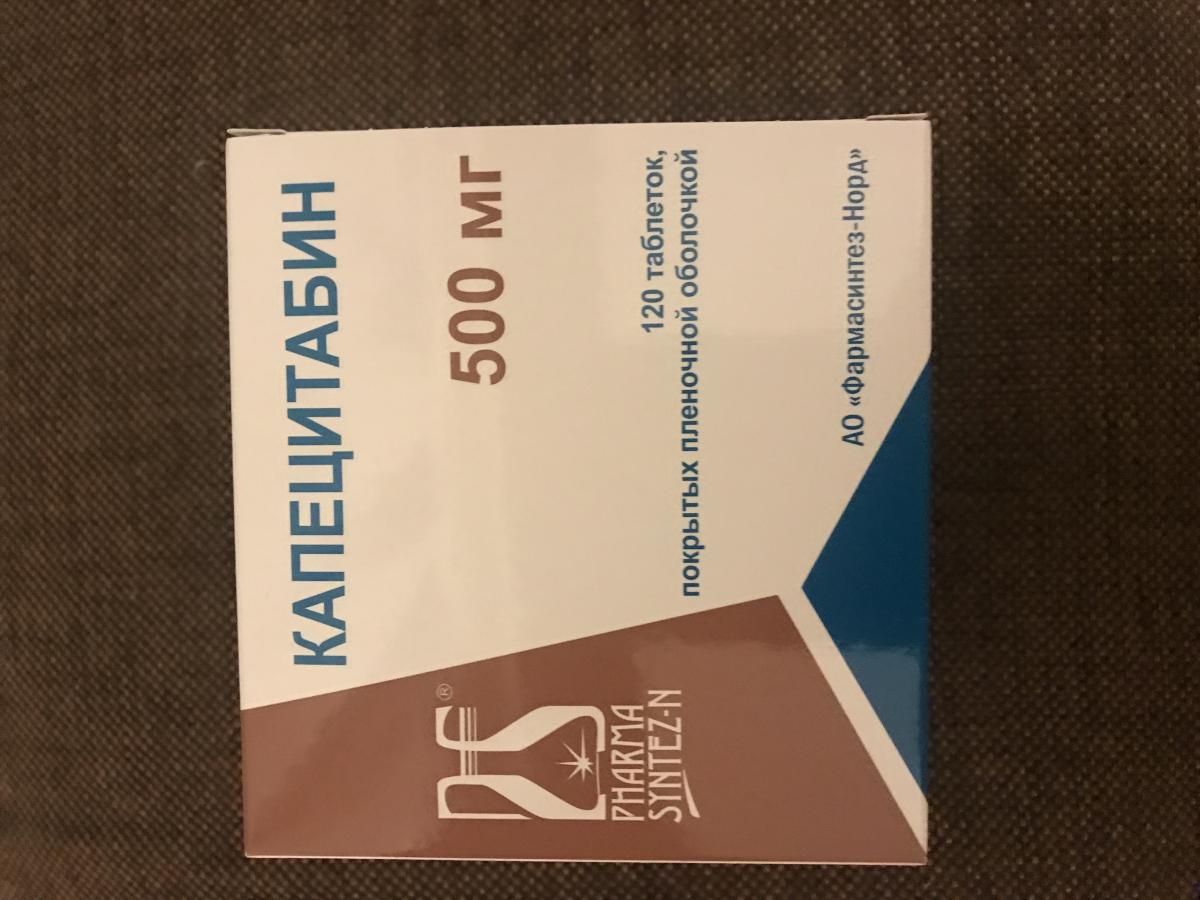 КАПЕЦИТАБИН
500 мг
120 таблеток,
покрытых пленочной оболочкой
АО «Фармасинтез-Норд»
®
PHARMA
SYNTEZ-N